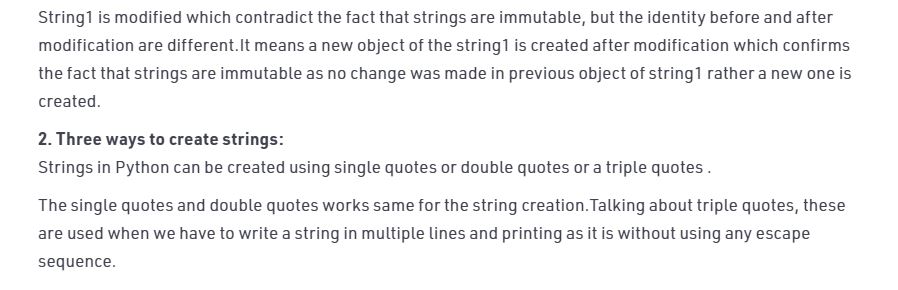 String1 is modified which contradict the fact that strings are immutable, but the identity before and after
modification are different.It means a new object of the string1 is created after modification which confirms
the fact that strings are immutable as no change was made in previous object of string1 rather a new one is
created.
2. Three ways to create strings:
Strings in Python can be created using single quotes or double quotes or a triple quotes .
The single quotes and double quotes works same for the string creation.Talking about triple quotes, these
are used when we have to write a string in multiple lines and printing as it is without using any escape
sequence.